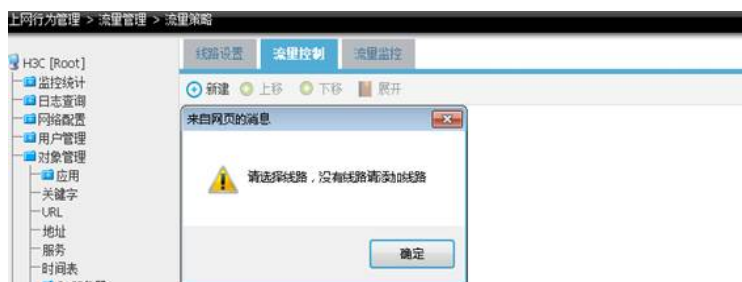 上网行为管理 > 流量管理 > 流量策略
线路设置 流里控制 流里监控
新建 上移 下移 展开
H3C [Root]
监控统计
日志查询
网络配置
用户管理
对象管理
应用
关键字
URL
地址
服务
时间表
来自网页的消息
请选择线路，没有线路请添加线路
确定